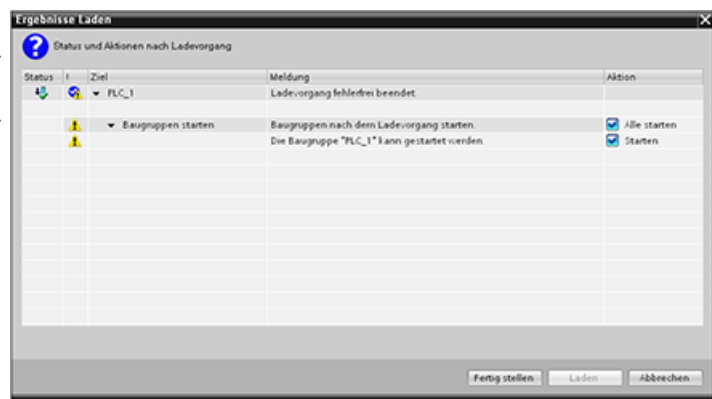 Ergebnisse Laden
Status und Aktionen nach Ladevorgang
Status ! Ziel Meldung Aktion
PLC_1 Ladevorgang fehlerfrei beendet.
Baugruppen starten Baugruppen nach dem Ladevorgang starten. Alle starten
Die Baugruppe "PLC_1" kann gestartet werden. Starten
Fertig stellen Laden Abbrechen